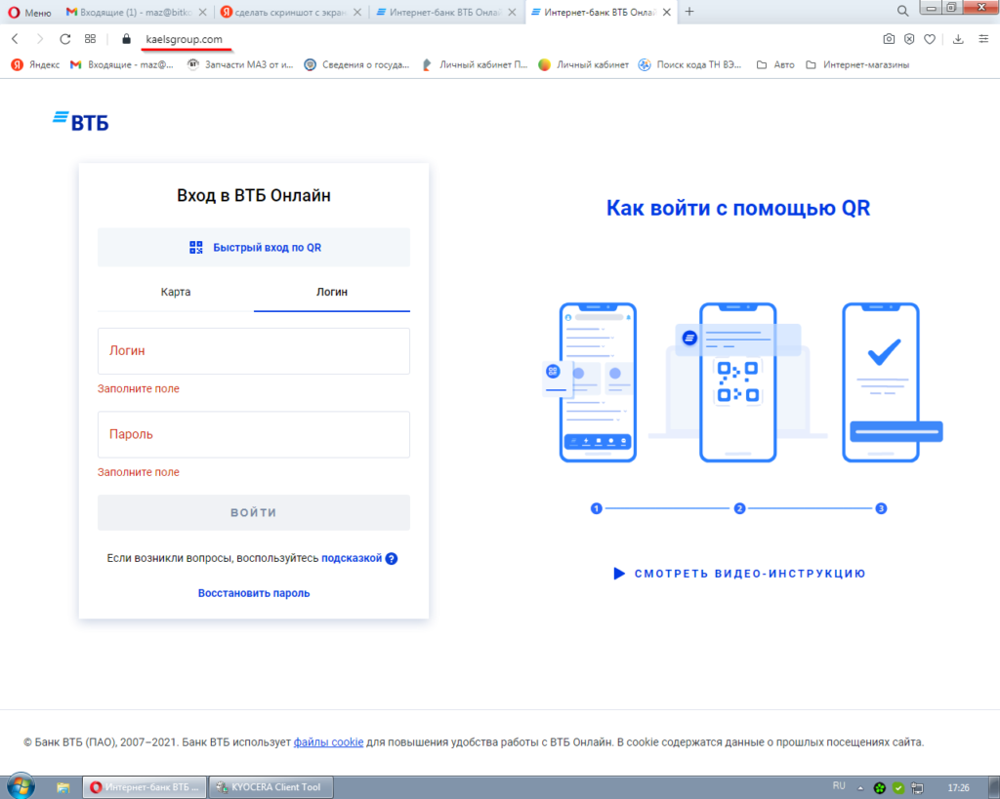 Меню
Входящие (1) - maz@bitko
сделать скриншот с экран
Интернет-банк ВТБ Онлай
Интернет-банк ВТБ Онлай
kaelsgroup.com
Яндекс
Входящие - maz@...
Запчасти МАЗ от и...
Сведения о госуда...
Личный кабинет П...
Личный кабинет
Поиск кода ТН ВЭ...
Авто
Интернет-магазины
ВТБ
Вход в ВТБ Онлайн
Быстрый вход по QR
Карта
Логин
Логин
Заполните поле
Пароль
Заполните поле
ВОЙТИ
Если возникли вопросы, воспользуйтесь подсказкой ?
Восстановить пароль
Как войти с помощью QR
1
2
3
СМОТРЕТЬ ВИДЕО-ИНСТРУКЦИЮ
© Банк ВТБ (ПАО), 2007–2021. Банк ВТБ использует файлы cookie для повышения удобства работы с ВТБ Онлайн. В cookie содержатся данные о прошлых посещениях сайта.
Интернет-банк ВТБ ...
KYOCERA Client Tool
RU
17:26